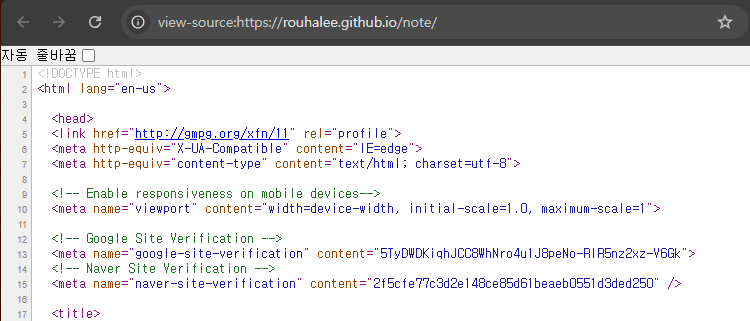 view-source:https://rouhalee.github.io/note/
자동 줄바꿈
1 <!DOCTYPE html>
2 <html lang="en-us">
3
4 <head>
5 <link href="http://gmpg.org/xfn/11" rel="profile">
6 <meta http-equiv="X-UA-Compatible" content="IE=edge">
7 <meta http-equiv="content-type" content="text/html; charset=utf-8">
8
9 <!-- Enable responsiveness on mobile devices-->
10 <meta name="viewport" content="width=device-width, initial-scale=1.0, maximum-scale=1">
11
12 <!-- Google Site Verification -->
13 <meta name="google-site-verification" content="5TyDWDKiqhJCC8WhNro4u1J8peNo-RIR5nz2xz-V6Gk">
14 <!-- Naver Site Verification -->
15 <meta name="naver-site-verification" content="2f5cfe77c3d2e148ce85d61beaeb0551d3ded250" />
16
17 <title>